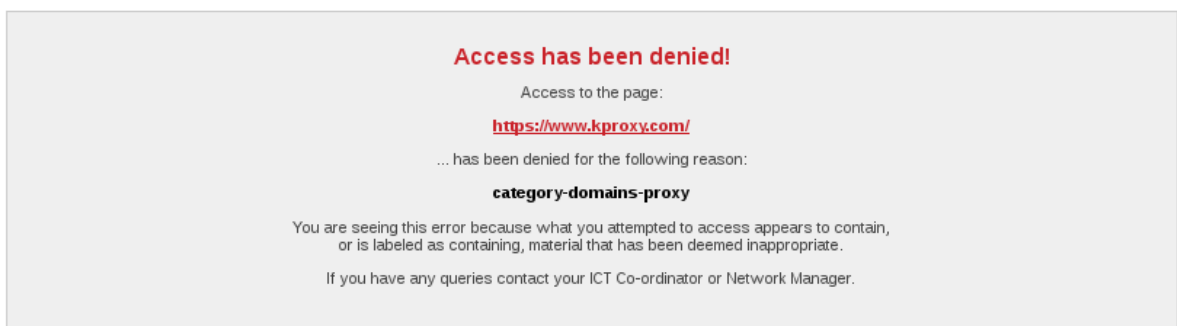 Access has been denied!
Access to the page:
https://www.kproxy.com/
... has been denied for the following reason:
category-domains-proxy
You are seeing this error because what you attempted to access appears to contain,
or is labeled as containing, material that has been deemed inappropriate.
If you have any queries contact your ICT Co-ordinator or Network Manager.